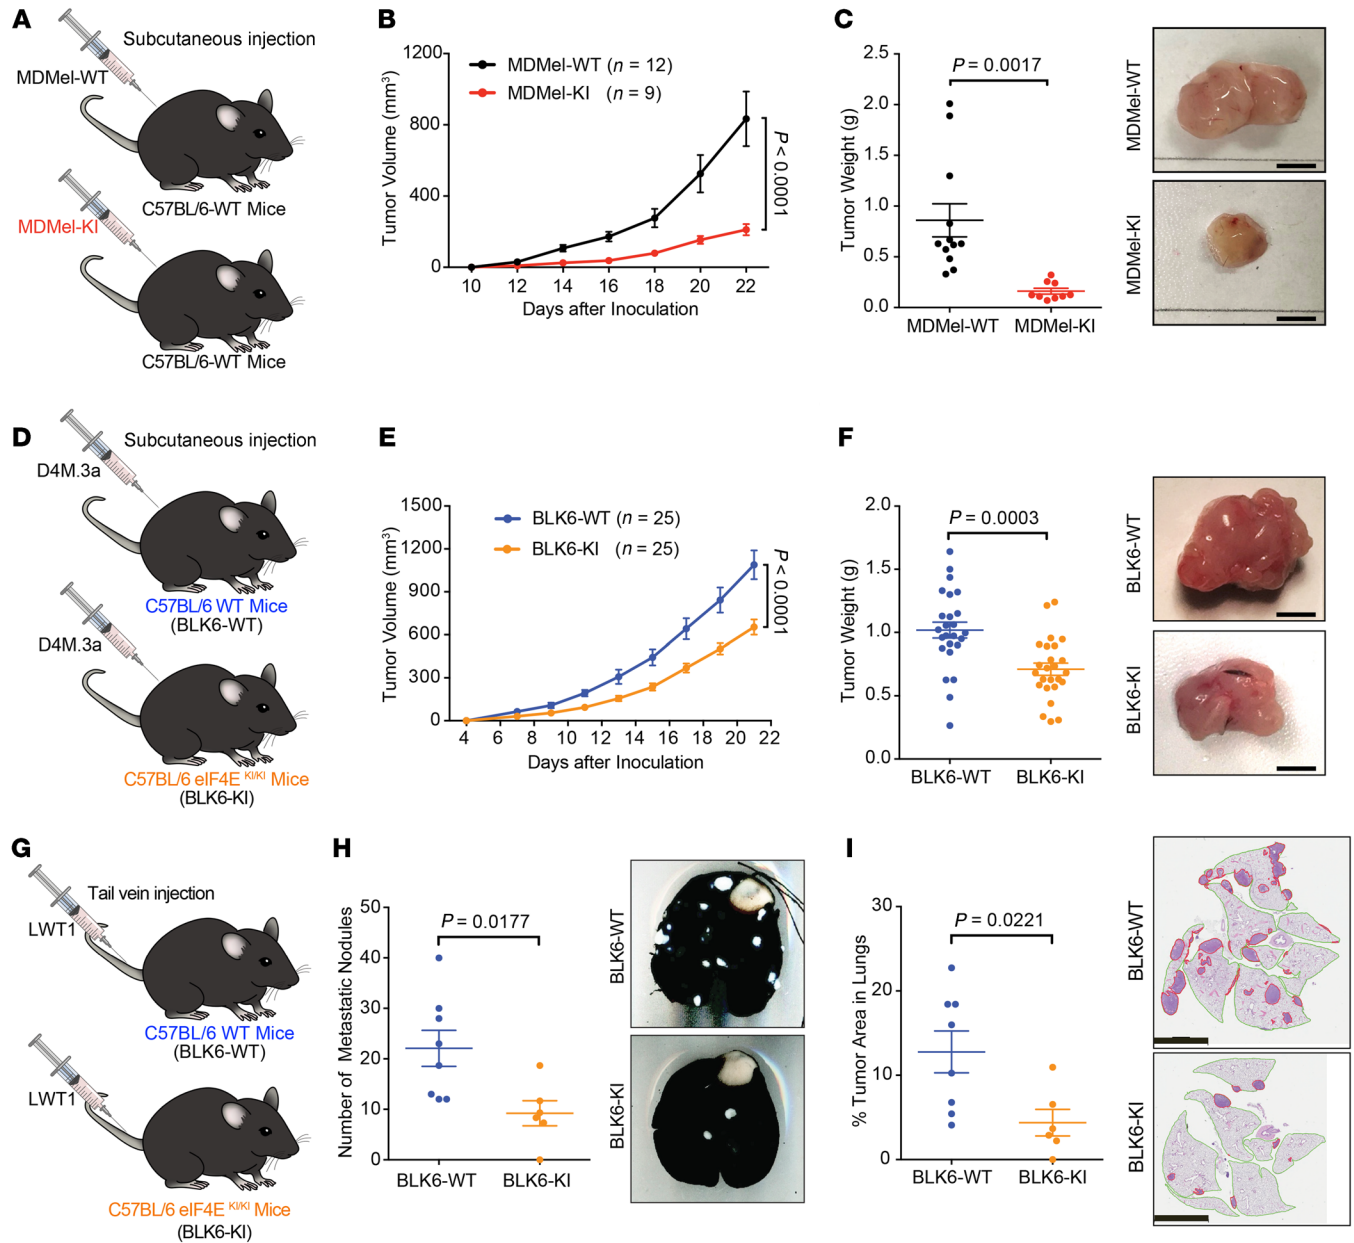 A
Subcutaneous injection
MDMel-WT
C57BL/6-WT Mice
MDMel-KI
C57BL/6-WT Mice
B
1200
800
400
0
Tumor Volume (mm³)
MDMel-WT (n = 12)
MDMel-KI (n = 9)
P < 0.0001
10 12 14 16 18 20 22
Days after Inoculation
C
2.5
2.0
1.5
1.0
0.5
0.0
Tumor Weight (g)
P = 0.0017
MDMel-WT MDMel-KI
MDMel-WT
MDMel-KI
D
Subcutaneous injection
D4M.3a
C57BL/6 WT Mice
(BLK6-WT)
D4M.3a
C57BL/6 eIF4E KI/KI Mice
(BLK6-KI)
E
1500
1200
900
600
300
0
Tumor Volume (mm³)
BLK6-WT (n = 25)
BLK6-KI (n = 25)
P < 0.0001
4 6 7 9 10 12 14 16 18 20 22
Days after Inoculation
F
2.0
1.5
1.0
0.5
0.0
Tumor Weight (g)
P = 0.0003
BLK6-WT BLK6-KI
BLK6-WT
BLK6-KI
G
Tail vein injection
LWT1
C57BL/6 WT Mice
(BLK6-WT)
LWT1
C57BL/6 eIF4E KI/KI Mice
(BLK6-KI)
H
50
40
30
20
10
0
Number of Metastatic Nodules
P = 0.0177
BLK6-WT BLK6-KI
BLK6-WT
BLK6-KI
I
30
20
10
0
% Tumor Area in Lungs
P = 0.0221
BLK6-WT BLK6-KI
BLK6-WT
BLK6-KI